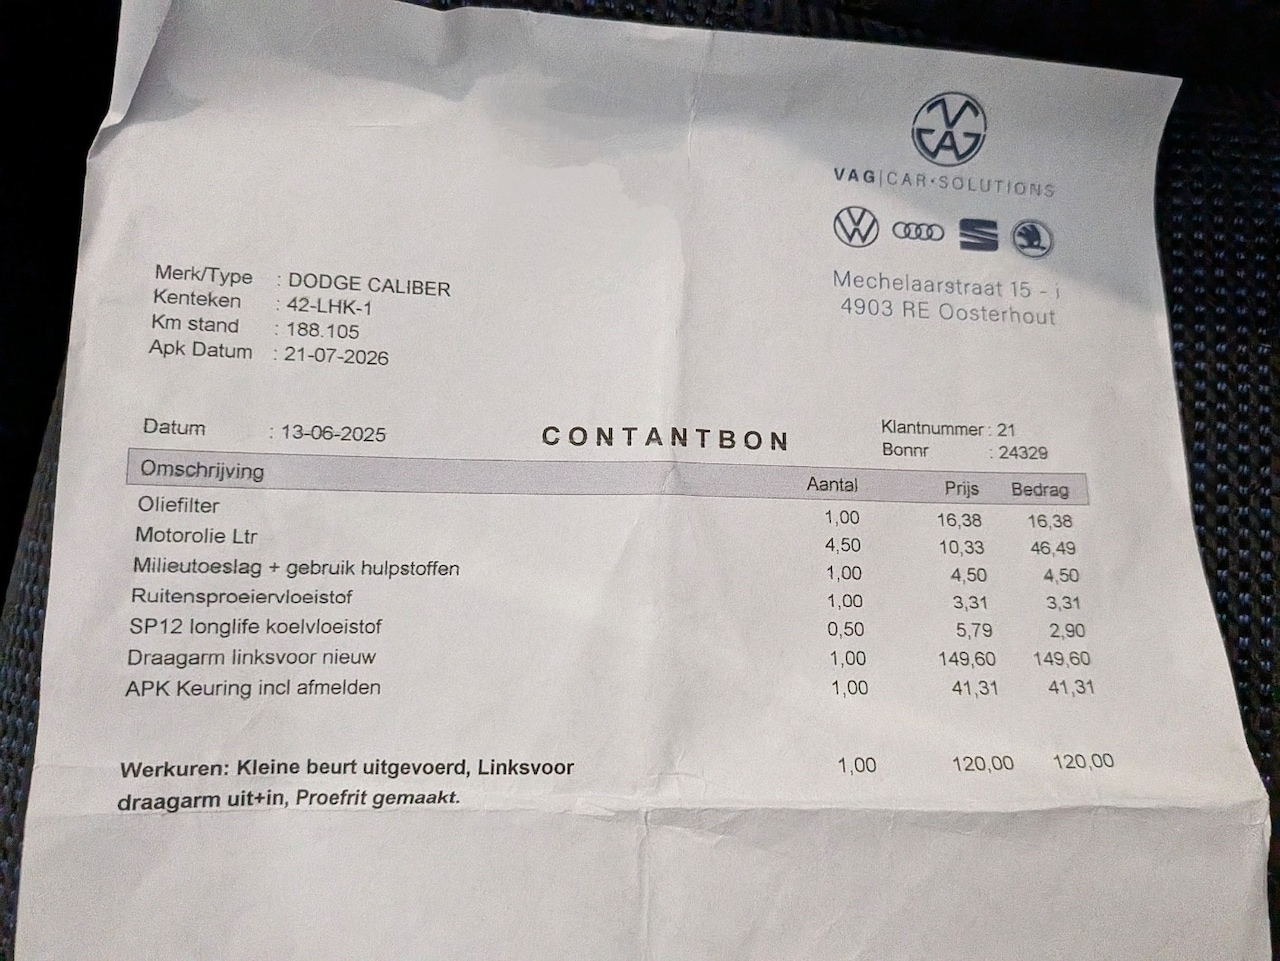 VAG
VAG|CAR•SOLUTIONS
Mechelaarstraat 15 - i
4903 RE Oosterhout
Merk/Type : DODGE CALIBER
Kenteken : 42-LHK-1
Km stand : 188.105
Apk Datum : 21-07-2026
Datum : 13-06-2025
CONTANTBON
Klantnummer : 21
Bonnr : 24329
Omschrijving Aantal Prijs Bedrag
Oliefilter 1,00 16,38 16,38
Motorolie Ltr 4,50 10,33 46,49
Milieutoeslag + gebruik hulpstoffen 1,00 4,50 4,50
Ruitensproeiervloeistof 1,00 3,31 3,31
SP12 longlife koelvloeistof 0,50 5,79 2,90
Draagarm linksvoor nieuw 1,00 149,60 149,60
APK Keuring incl afmelden 1,00 41,31 41,31
Werkuren: Kleine beurt uitgevoerd, Linksvoor 1,00 120,00 120,00
draagarm uit+in, Proefrit gemaakt.